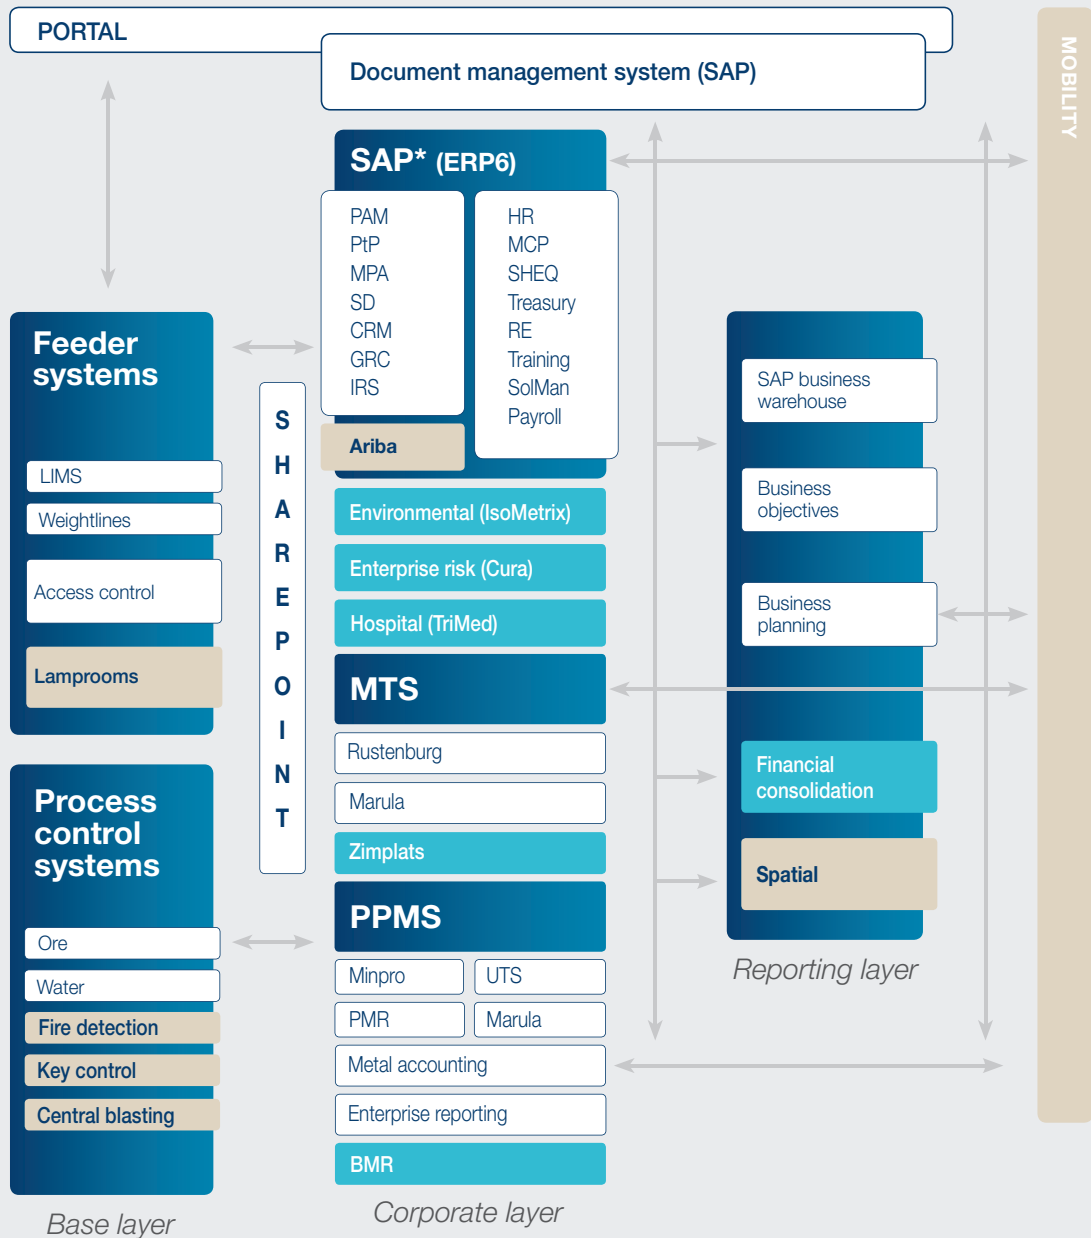 PORTAL
Document management system (SAP)
MOBILITY
SAP* (ERP6)
PAM
PtP
MPA
SD
CRM
GRC
IRS
HR
MCP
SHEQ
Treasury
RE
Training
SolMan
Payroll
Ariba
Feeder
systems
LIMS
Weightlines
Access control
Lamprooms
SHAREPOINT
Environmental (IsoMetrix)
Enterprise risk (Cura)
Hospital (TriMed)
MTS
Rustenburg
Marula
Zimplats
SAP business
warehouse
Business
objectives
Business
planning
Financial
consolidation
Spatial
Reporting layer
Process
control
systems
Ore
Water
Fire detection
Key control
Central blasting
Base layer
PPMS
Minpro
UTS
PMR
Marula
Metal accounting
Enterprise reporting
BMR
Corporate layer